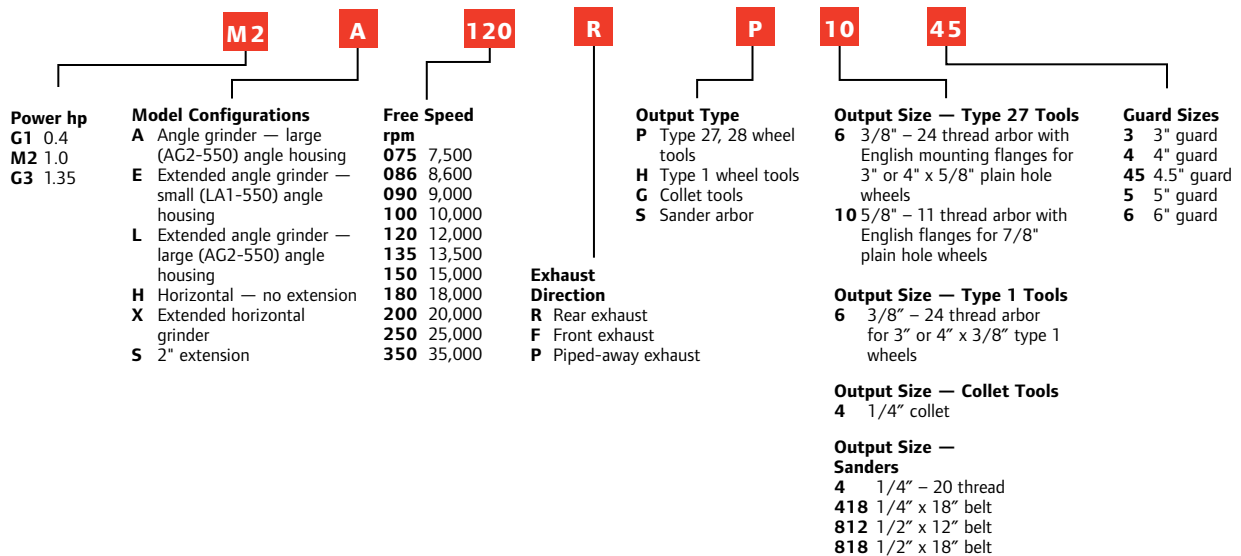 M2 A 120 R P 10 45
Power hp
G1 0.4
M2 1.0
G3 1.35
Model Configurations
A Angle grinder — large
(AG2-550) angle housing
E Extended angle grinder —
small (LA1-550) angle
housing
L Extended angle grinder —
large (AG2-550) angle
housing
H Horizontal — no extension
X Extended horizontal
grinder
S 2" extension
Free Speed
rpm
075 7,500
086 8,600
090 9,000
100 10,000
120 12,000
135 13,500
150 15,000
180 18,000
200 20,000
250 25,000
350 35,000
Exhaust
Direction
R Rear exhaust
F Front exhaust
P Piped-away exhaust
Output Type
P Type 27, 28 wheel
tools
H Type 1 wheel tools
G Collet tools
S Sander arbor
Output Size — Type 27 Tools
6 3/8" – 24 thread arbor with
English mounting flanges for
3" or 4" x 5/8" plain hole
wheels
10 5/8" – 11 thread arbor with
English flanges for 7/8"
plain hole wheels
Output Size — Type 1 Tools
6 3/8″ – 24 thread arbor
for 3″ or 4″ x 3/8″ type 1
wheels
Output Size — Collet Tools
4 1/4″ collet
Output Size —
Sanders
4 1/4″ – 20 thread
418 1/4″ x 18″ belt
812 1/2″ x 12″ belt
818 1/2″ x 18″ belt
Guard Sizes
3 3" guard
4 4" guard
45 4.5" guard
5 5" guard
6 6" guard